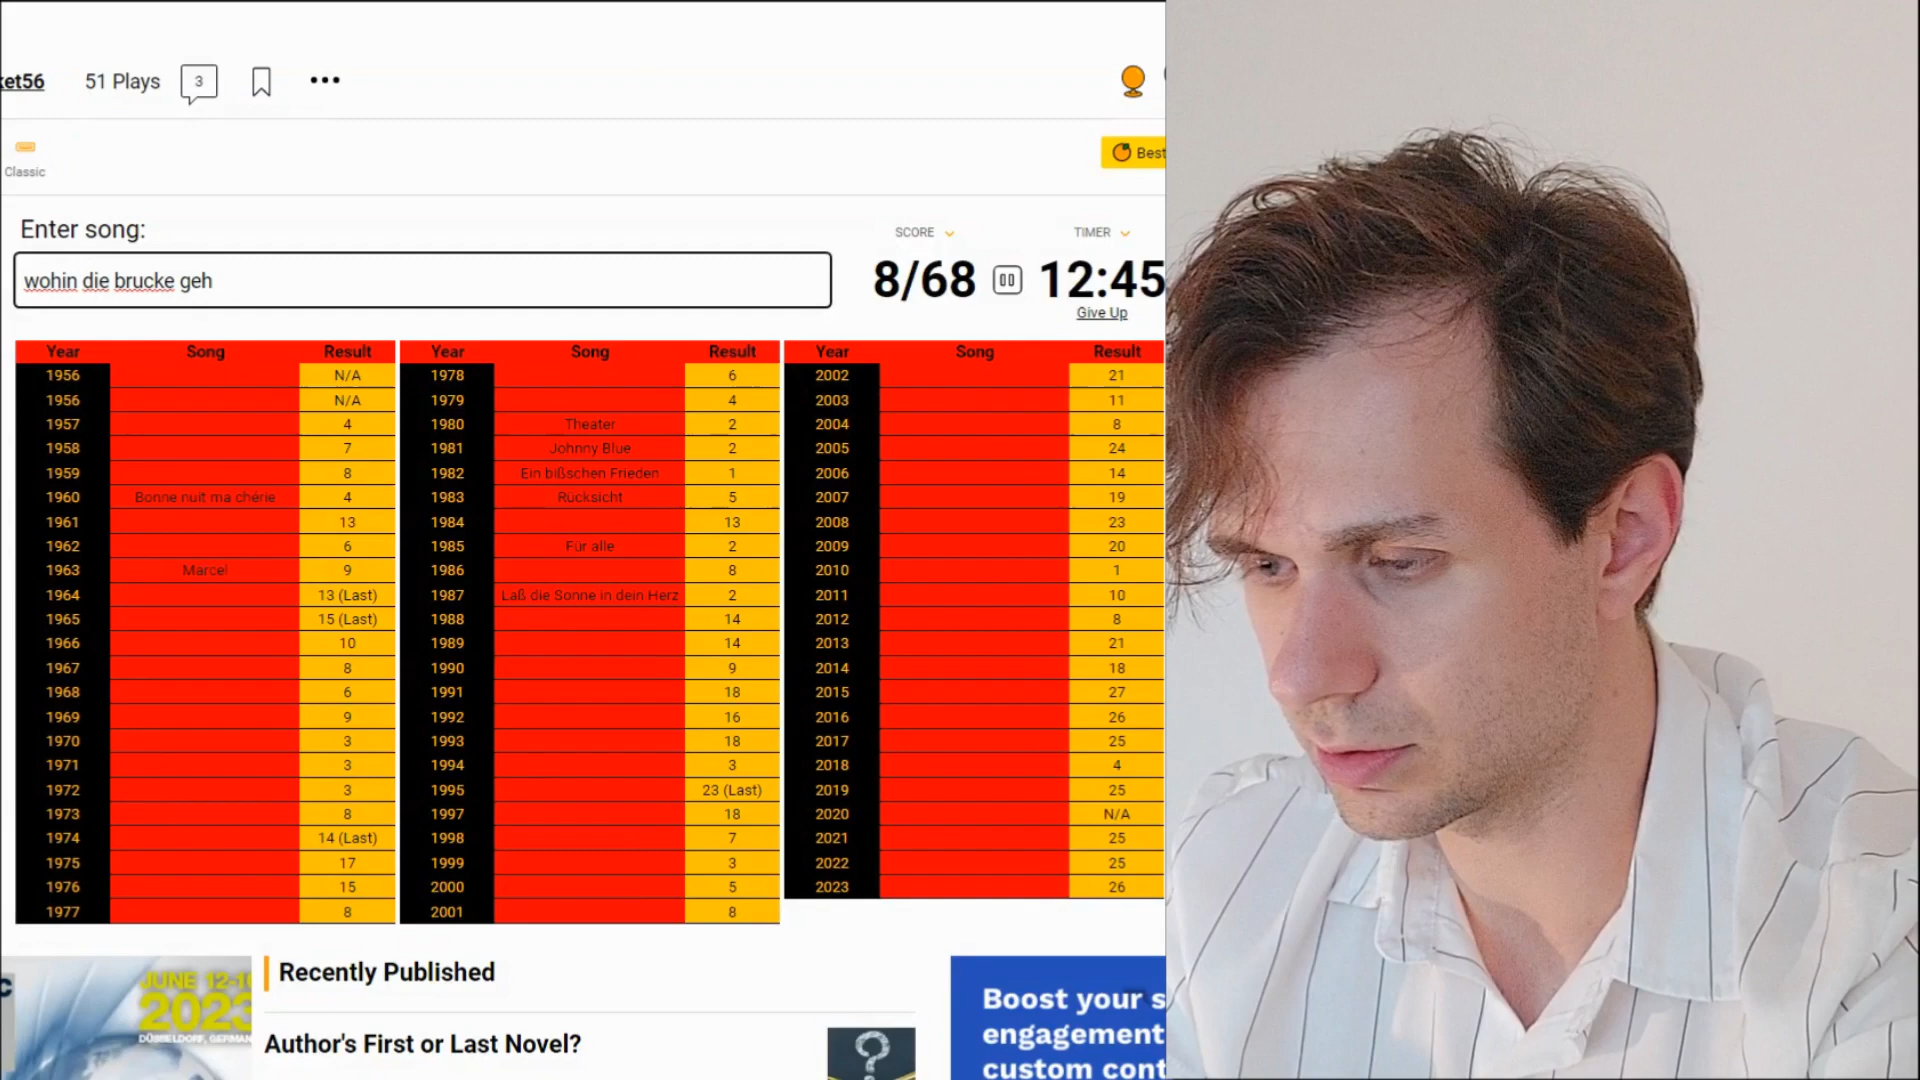 ket56 51 Plays 3
Classic
Best
Enter song:
SCORE TIMER
wohin die brucke geh
8/68 12:45
Give Up
Year Song Result Year Song Result Year Song Result
1956 N/A 1978 6 2002 21
1956 N/A 1979 4 2003 11
1957 4 1980 Theater 2 2004 8
1958 7 1981 Johnny Blue 2 2005 24
1959 8 1982 Ein bißschen Frieden 1 2006 14
1960 Bonne nuit ma chérie 4 1983 Rücksicht 5 2007 19
1961 13 1984 13 2008 23
1962 6 1985 Für alle 2 2009 20
1963 Marcel 9 1986 8 2010 1
1964 13 (Last) 1987 Laß die Sonne in dein Herz 2 2011 10
1965 15 (Last) 1988 14 2012 8
1966 10 1989 14 2013 21
1967 8 1990 9 2014 18
1968 6 1991 18 2015 27
1969 9 1992 16 2016 26
1970 3 1993 18 2017 25
1971 3 1994 3 2018 4
1972 3 1995 23 (Last) 2019 25
1973 8 1997 18 2020 N/A
1974 14 (Last) 1998 7 2021 25
1975 17 1999 3 2022 25
1976 15 2000 5 2023 26
1977 8 2001 8
JUNE 12-1
2023
DÜSSELDORF, GERMAN
Recently Published
Author's First or Last Novel?
Boost your s
engagement
custom cont